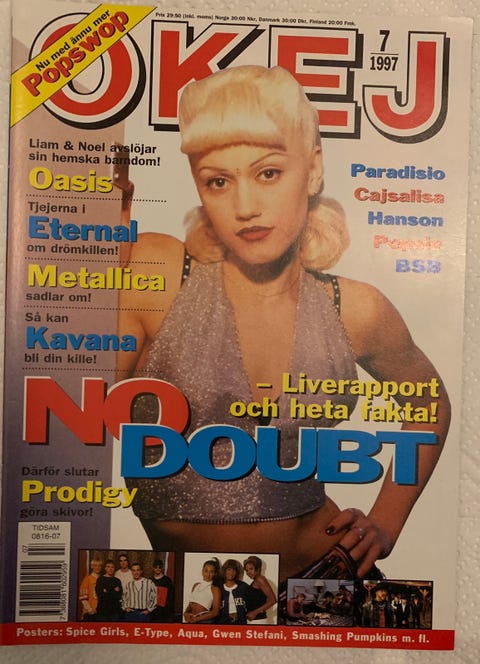 Pris 29:50 (inkl. moms) Norge 30:00 Nkr, Danmark 30:00 Dkr, Finland 20:00 Fmk.
Nu med ännu mer
Popswop
OKEJ
7
1997
Liam & Noel avslöjar
sin hemska barndom!
Oasis
Tjejerna i
Eternal
om drömkillen!
Metallica
sadlar om!
Så kan
Kavana
bli din kille!
Paradisio
Cajsalisa
Hanson
BSB
– Liverapport
och heta fakta!
NO
DOUBT
Därför slutar
Prodigy
göra skivor!
TIDSAM
0816-07
07
Posters: Spice Girls, E-Type, Aqua, Gwen Stefani, Smashing Pumpkins m. fl.